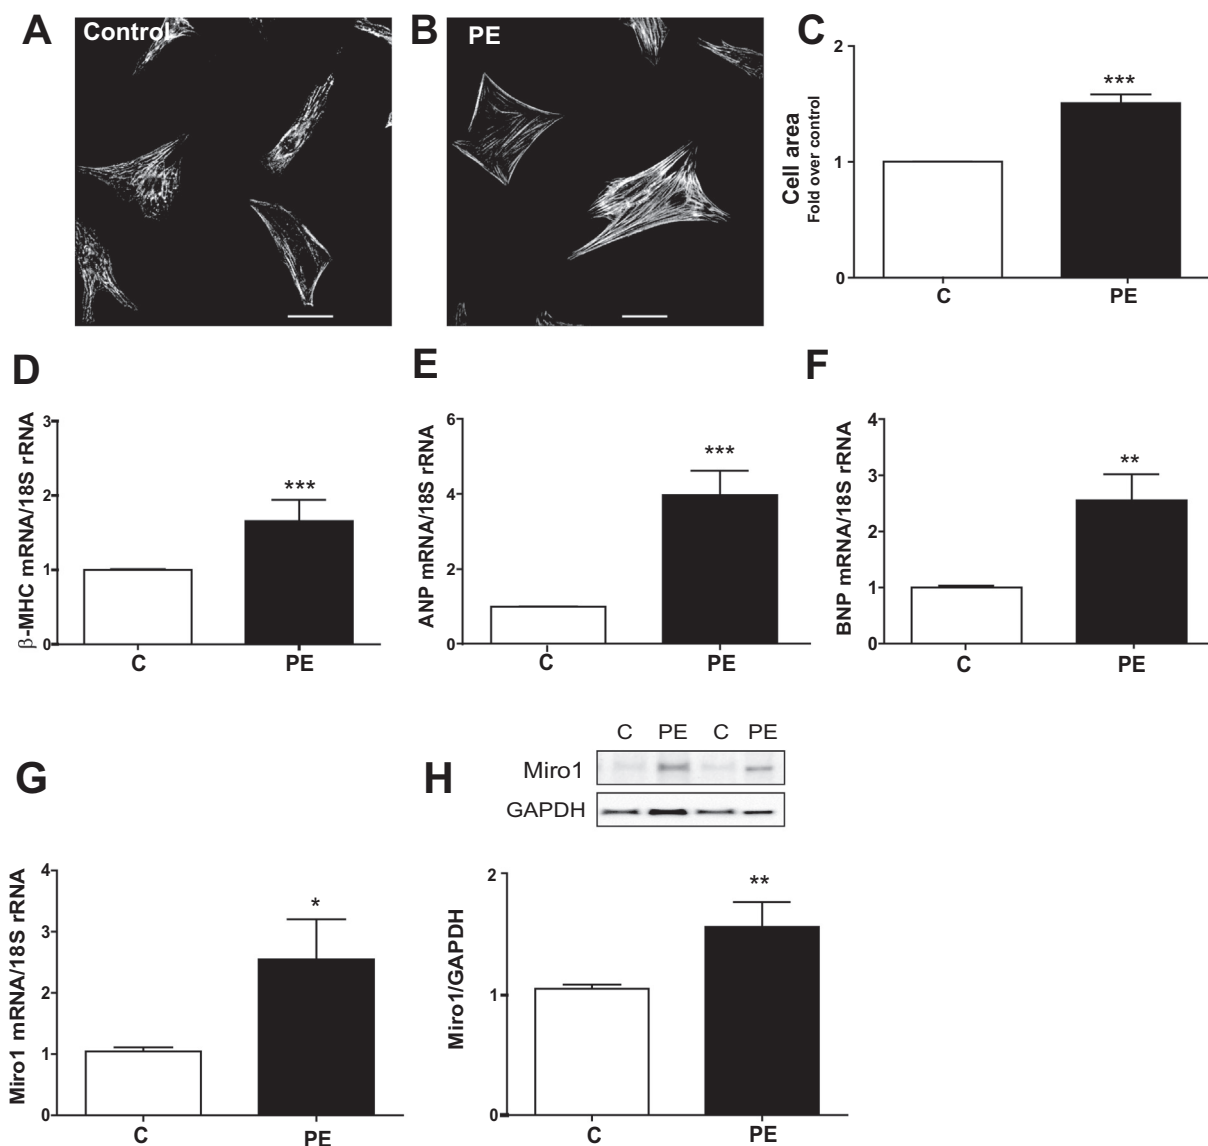 A
Control
B
PE
C
Cell area
Fold over control
2
1
0
***
C
PE
D
β-MHC mRNA/18S rRNA
3
2
1
0
***
C
PE
E
ANP mRNA/18S rRNA
6
4
2
0
***
C
PE
F
BNP mRNA/18S rRNA
4
3
2
1
0
**
C
PE
G
Miro1 mRNA/18S rRNA
4
3
2
1
0
*
C
PE
H
C PE C PE
Miro1
GAPDH
Miro1/GAPDH
2
1
0
**
C
PE